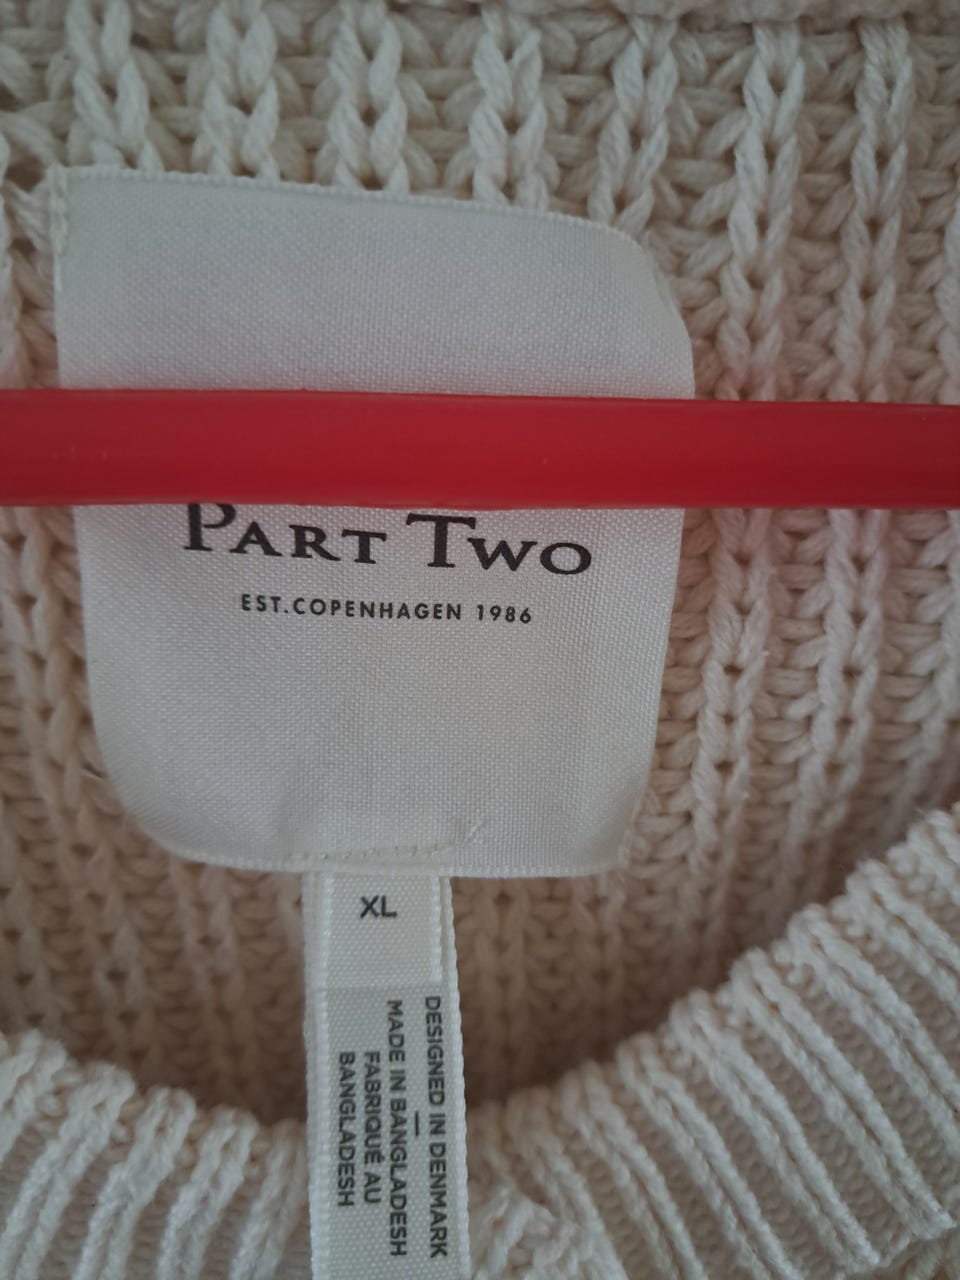 PART TWO
EST.COPENHAGEN 1986
XL
DESIGNED IN DENMARK
—
MADE IN BANGLADESH
FABRIQUÉ AU
BANGLADESH